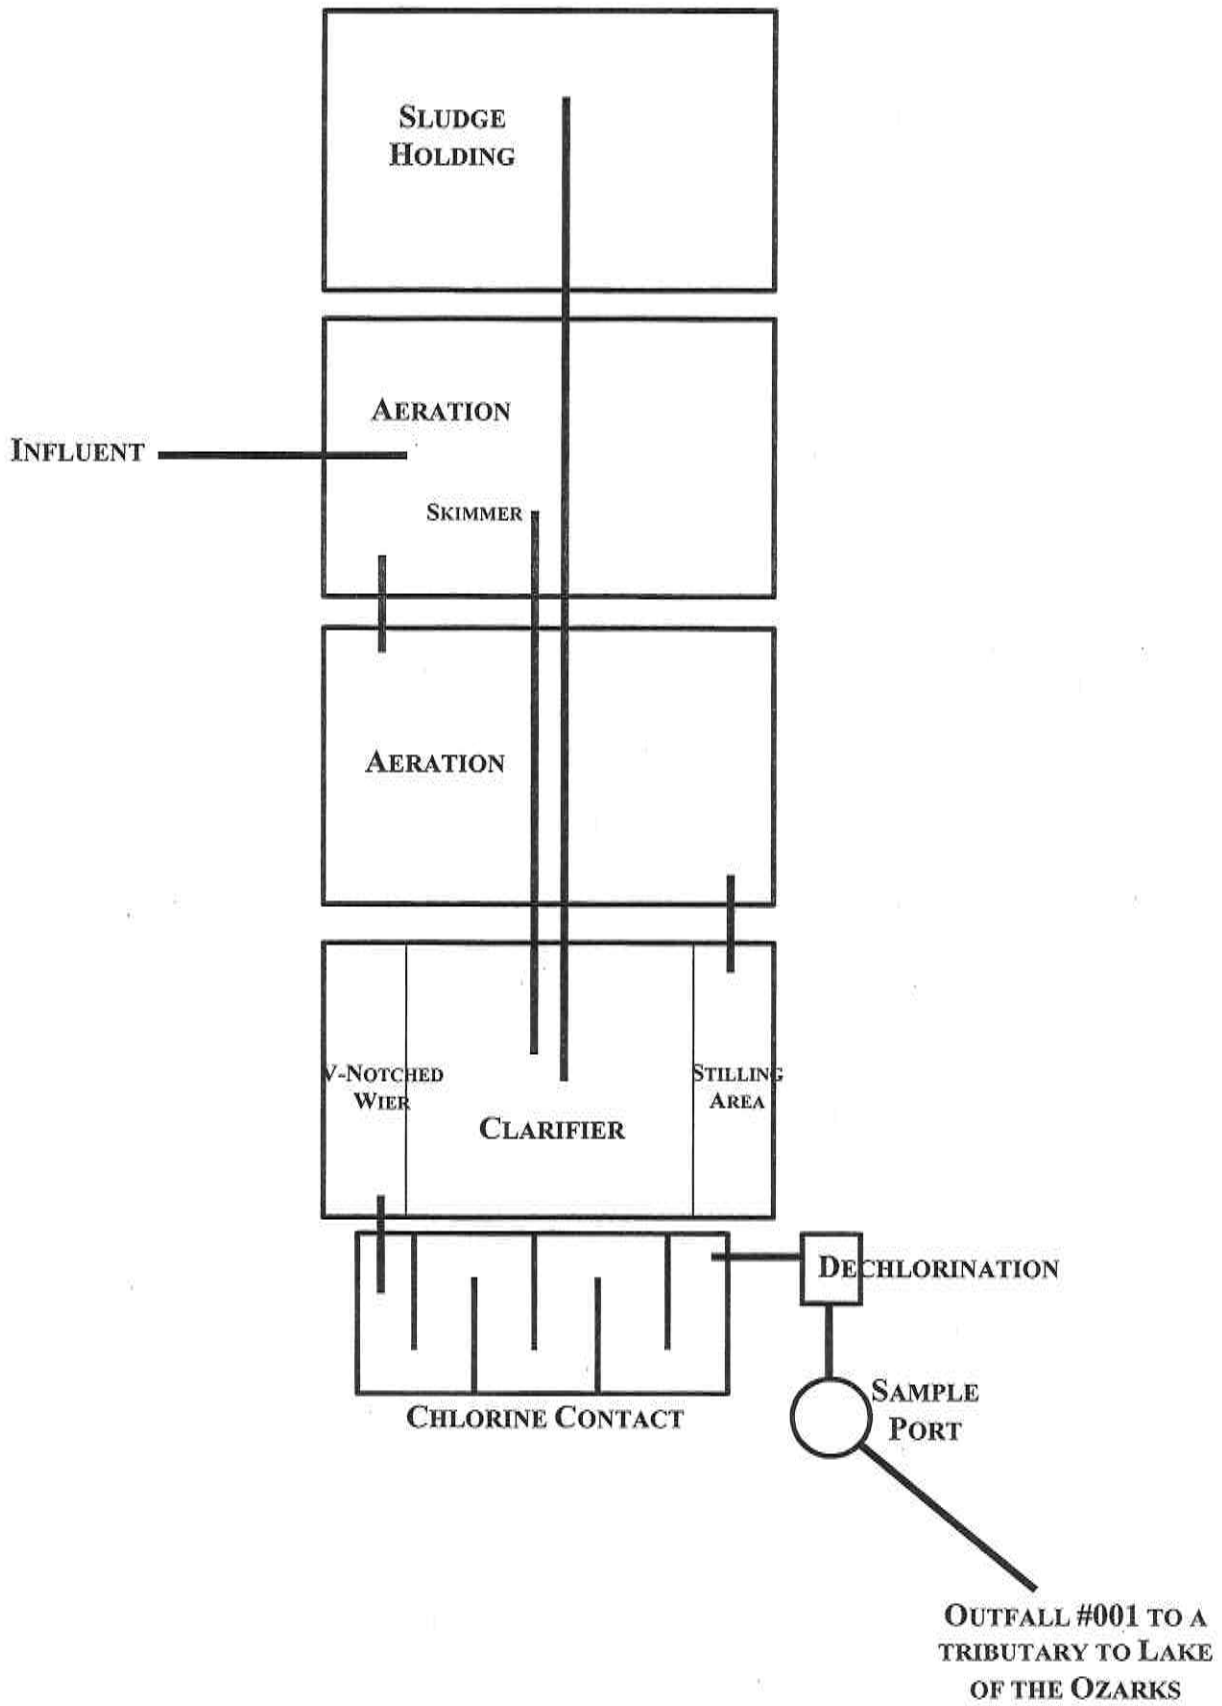 SLUDGE
HOLDING
AERATION
INFLUENT
SKIMMER
AERATION
V-NOTCHED
WIER
STILLING
AREA
CLARIFIER
DECHLORINATION
SAMPLE
PORT
CHLORINE CONTACT
OUTFALL #001 TO A
TRIBUTARY TO LAKE
OF THE OZARKS